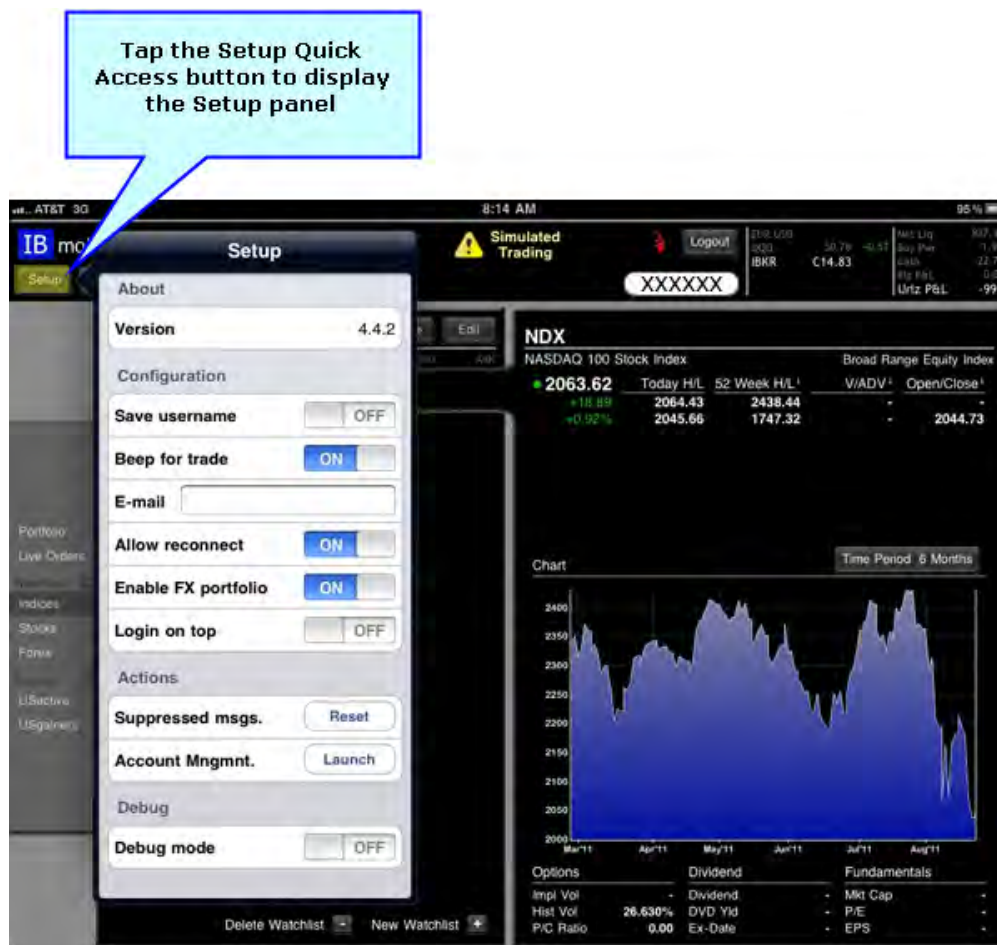 Tap the Setup Quick
Access button to display
the Setup panel
AT&T 3G 8:14 AM 95%
IB
Setup
Simulated
Trading
Logout
XXXXXX
IBKR C14.83
Net Liq
Urlz P&L -99
Setup
About
Version 4.4.2
Configuration
Save username OFF
Beep for trade ON
E-mail
Allow reconnect ON
Enable FX portfolio ON
Login on top OFF
Actions
Suppressed msgs. Reset
Account Mngmnt. Launch
Debug
Debug mode OFF
Edit
Portfolio
Live Orders
Indices
Stocks
Forex
USactive
USgainers
Delete Watchlist - New Watchlist +
NDX
NASDAQ 100 Stock Index Broad Range Equity Index
2063.62 Today H/L 52 Week H/L¹ V/ADV¹ Open/Close¹
+18.89 2064.43 2438.44 -
+0.92% 2045.66 1747.32 - 2044.73
Chart Time Period 6 Months
2400
2350
2300
2250
2200
2150
2100
2050
2000
Mar'11 Apr'11 May'11 Jun'11 Jul'11 Aug'11
Options Dividend Fundamentals
Impl Vol - Dividend - Mkt Cap -
Hist Vol 26.630% DVD Yld - P/E -
P/C Ratio 0.00 Ex-Date - EPS -